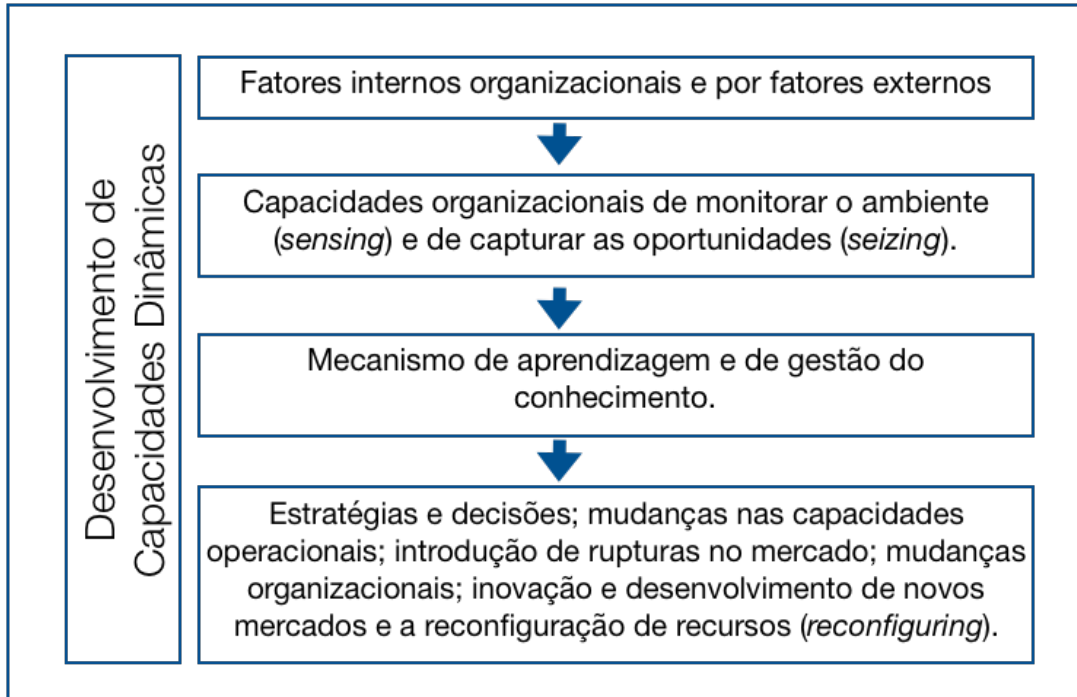 Desenvolvimento de
Capacidades Dinâmicas
Fatores internos organizacionais e por fatores externos
Capacidades organizacionais de monitorar o ambiente
(sensing) e de capturar as oportunidades (seizing).
Mecanismo de aprendizagem e de gestão do
conhecimento.
Estratégias e decisões; mudanças nas capacidades
operacionais; introdução de rupturas no mercado; mudanças
organizacionais; inovação e desenvolvimento de novos
mercados e a reconfiguração de recursos (reconfiguring).